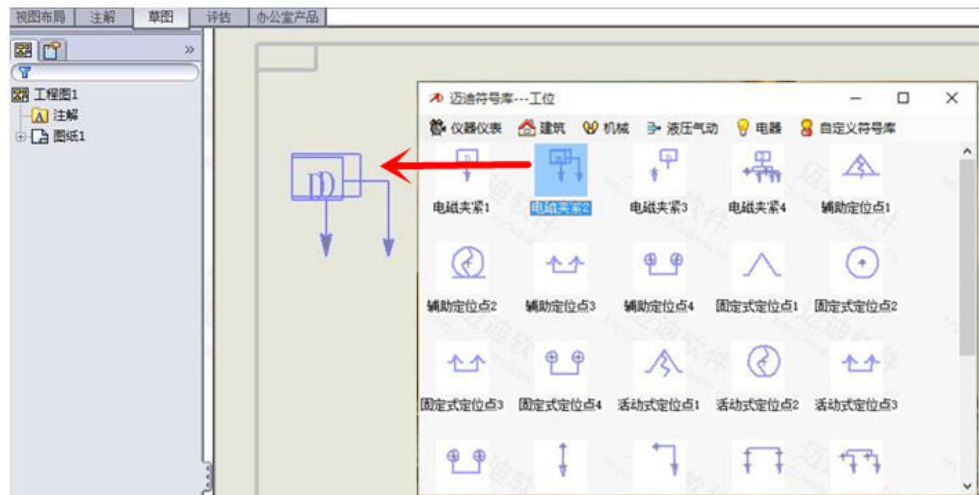 视图布局 注解 草图 评估 办公室产品
工程图1
注解
图纸1
迈迪符号库---工位
仪器仪表 建筑 机械 液压气动 电器 自定义符号库
电磁夹紧1 电磁夹紧2 电磁夹紧3 电磁夹紧4 辅助定位点1
辅助定位点2 辅助定位点3 辅助定位点4 固定式定位点1 固定式定位点2
固定式定位点3 固定式定位点4 活动式定位点1 活动式定位点2 活动式定位点3